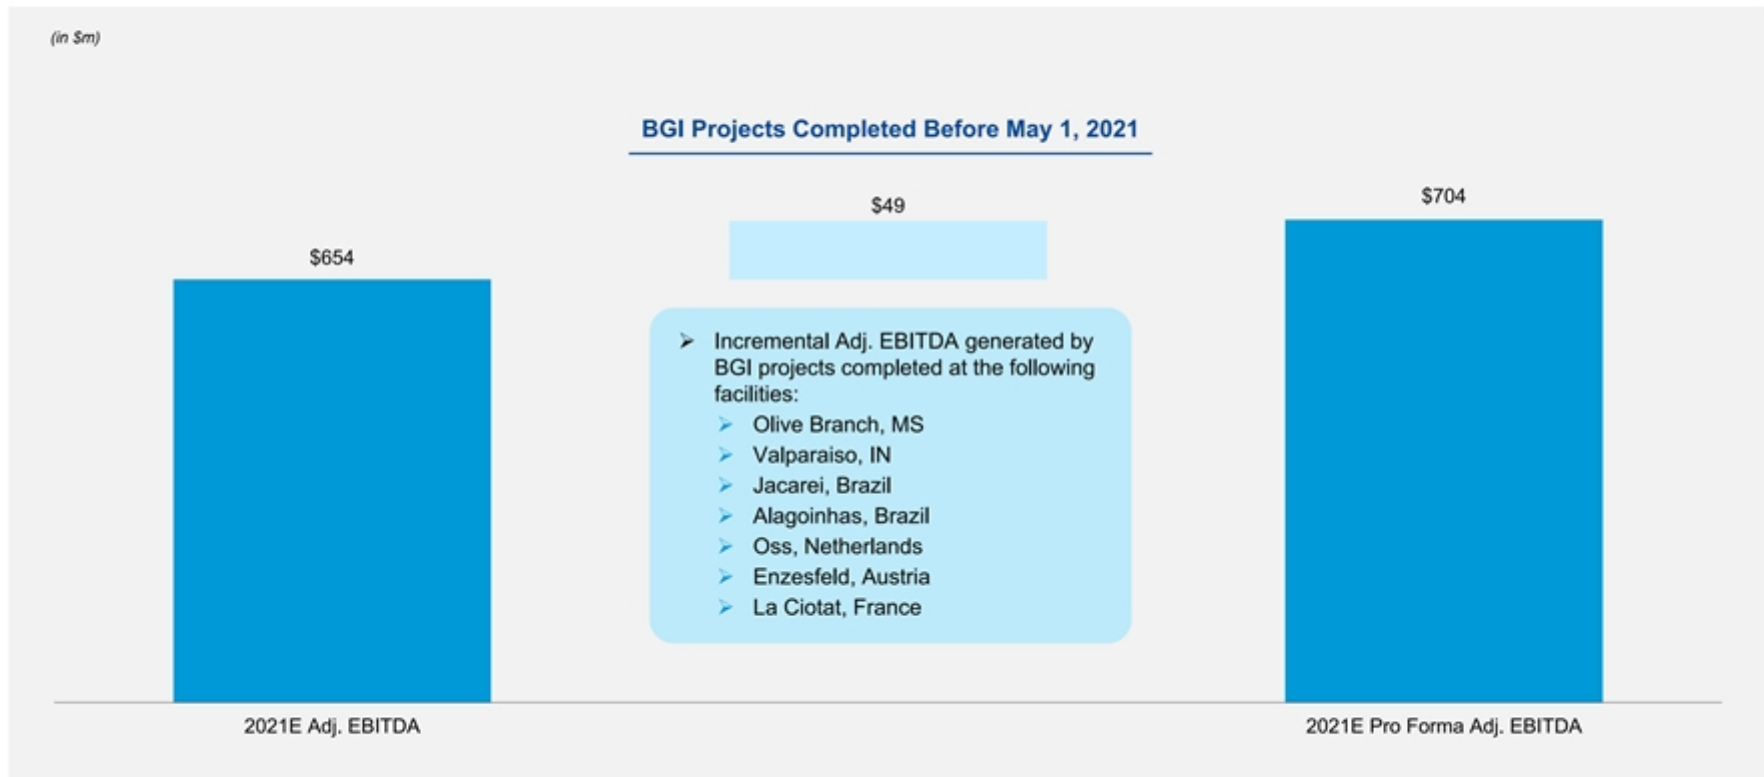 (in $m)
BGI Projects Completed Before May 1, 2021
$654
$49
$704
➢ Incremental Adj. EBITDA generated by
BGI projects completed at the following
facilities:
➢ Olive Branch, MS
➢ Valparaiso, IN
➢ Jacarei, Brazil
➢ Alagoinhas, Brazil
➢ Oss, Netherlands
➢ Enzesfeld, Austria
➢ La Ciotat, France
2021E Adj. EBITDA
2021E Pro Forma Adj. EBITDA